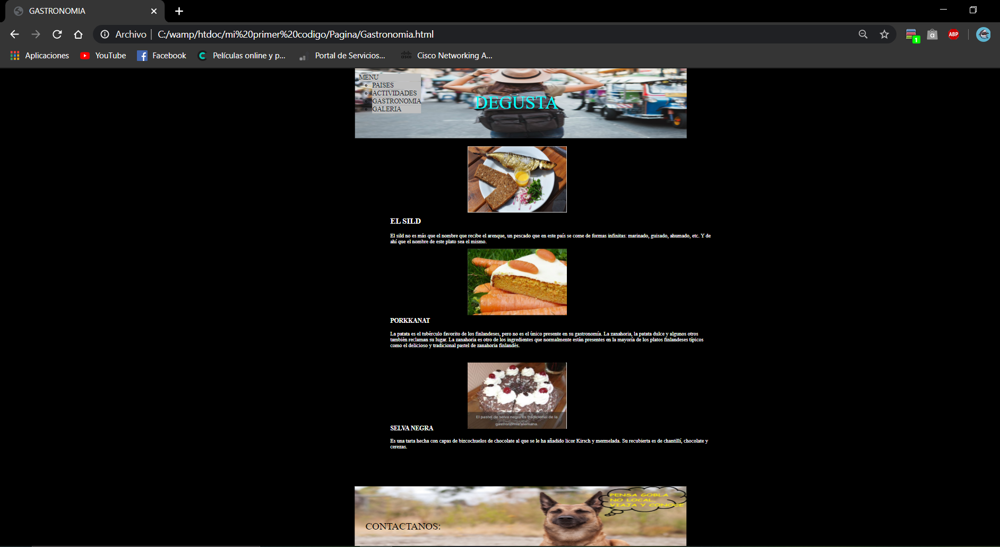 GASTRONOMIA
Archivo | C:/wamp/htdoc/mi%20primer%20codigo/Pagina/Gastronomia.html
1 a ABP
Aplicaciones YouTube Facebook C Películas online y p... cisco Portal de Servicios... Cisco Networking A...
MENU
PAISES
ACTIVIDADES
GASTRONOMIA
GALERIA
DEGUSTA
EL SILD
El sild no es más que el nombre que recibe el arenque, un pescado que en este país se come de formas infinitas: marinado, guisado, ahumado, etc. Y de
ahí que el nombre de este plato sea el mismo.
PORKKANAT
La patata es el tubérculo favorito de los finlandeses, pero no es el único presente en su gastronomía. La zanahoria, la patata dulce y algunos otros
también reclaman su lugar. La zanahoria es otro de los ingredientes que normalmente están presentes en la mayoría de los platos finlandeses típicos
como el delicioso y tradicional pastel de zanahoria finlandés.
El pastel de selva negra es tradicional de la
gastronomía alemana.
SELVA NEGRA
Es una tarta hecha con capas de bizcochuelos de chocolate al que se le ha añadido licor Kirsch y mermelada. Su recubierta es de chantillí, chocolate y
cerezas.
PENSA GOBLA
NO LOCAL.
VIAJA Y CONOCE
CONTACTANOS: